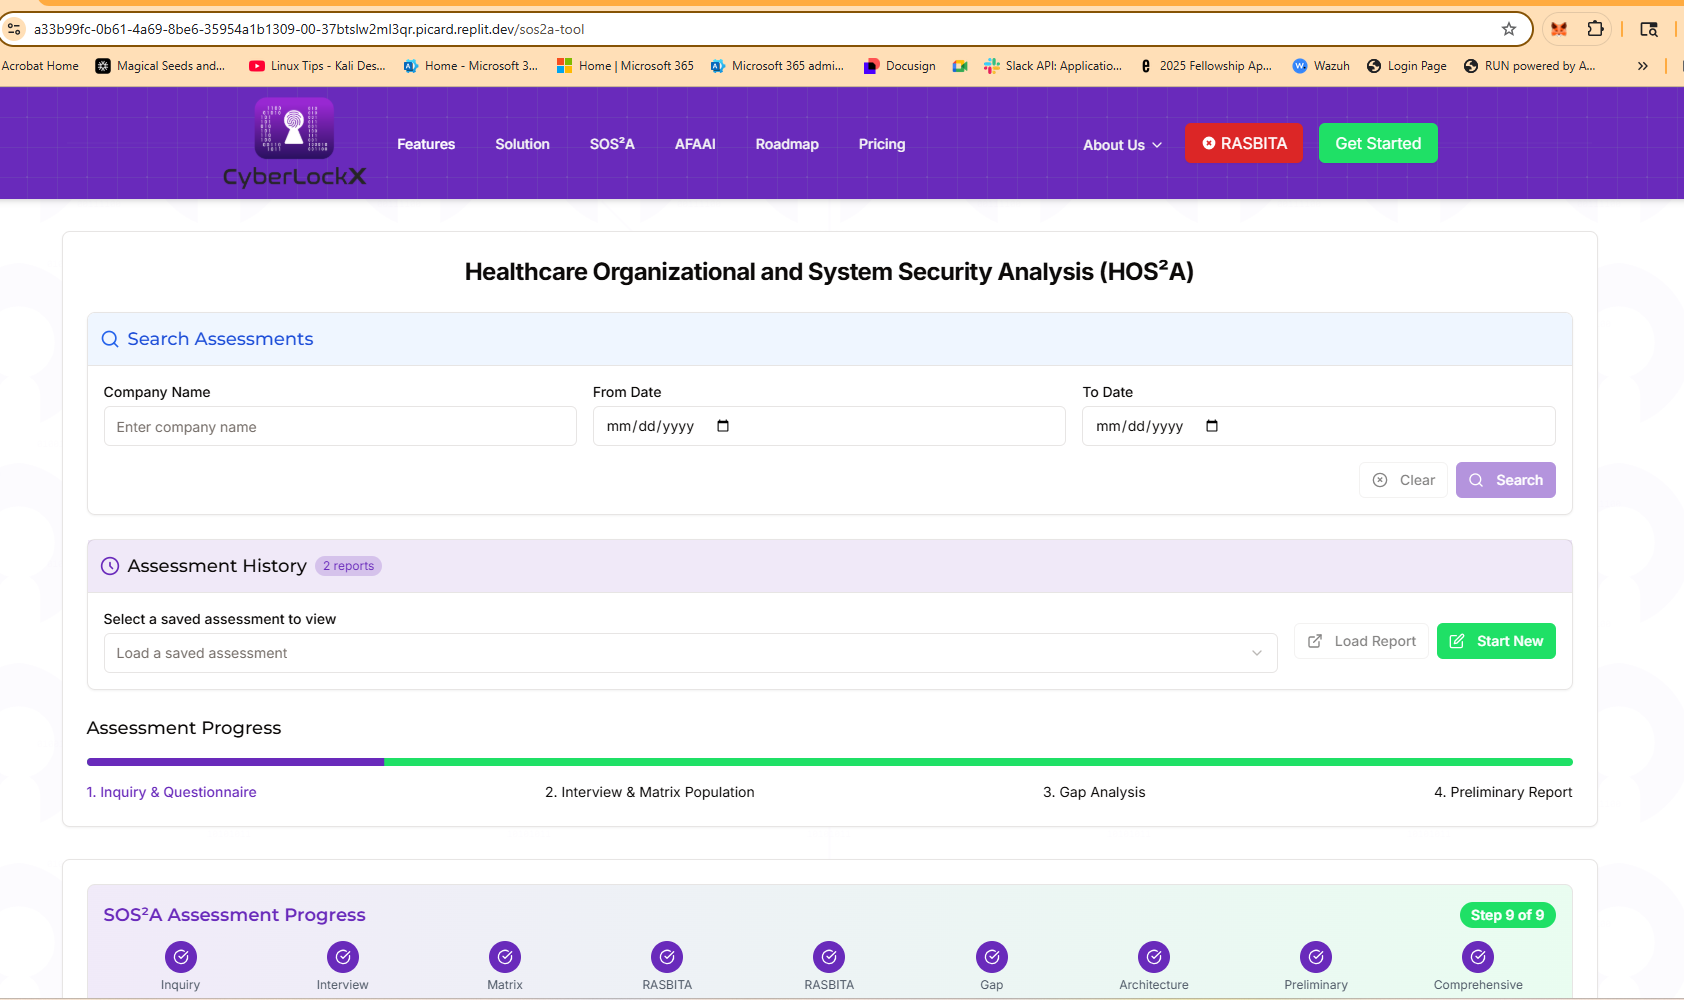 a33b99fc-0b61-4a69-8be6-35954a1b1309-00-37btslw2ml3qr.picard.replit.dev/sos2a-tool
Acrobat Home Magical Seeds and... Linux Tips - Kali Des... Home - Microsoft 3... Home | Microsoft 365 Microsoft 365 admi... Docusign Slack API: Applicatio... 2025 Fellowship Ap... Wazuh Login Page RUN powered by A... »
CyberLockX
Features Solution SOS²A AFAAI Roadmap Pricing About Us RASBITA Get Started
Healthcare Organizational and System Security Analysis (HOS²A)
Search Assessments
Company Name From Date To Date
Enter company name mm/dd/yyyy mm/dd/yyyy
Clear Search
Assessment History 2 reports
Select a saved assessment to view
Load a saved assessment Load Report Start New
Assessment Progress
1. Inquiry & Questionnaire 2. Interview & Matrix Population 3. Gap Analysis 4. Preliminary Report
SOS²A Assessment Progress Step 9 of 9
Inquiry Interview Matrix RASBITA RASBITA Gap Architecture Preliminary Comprehensive